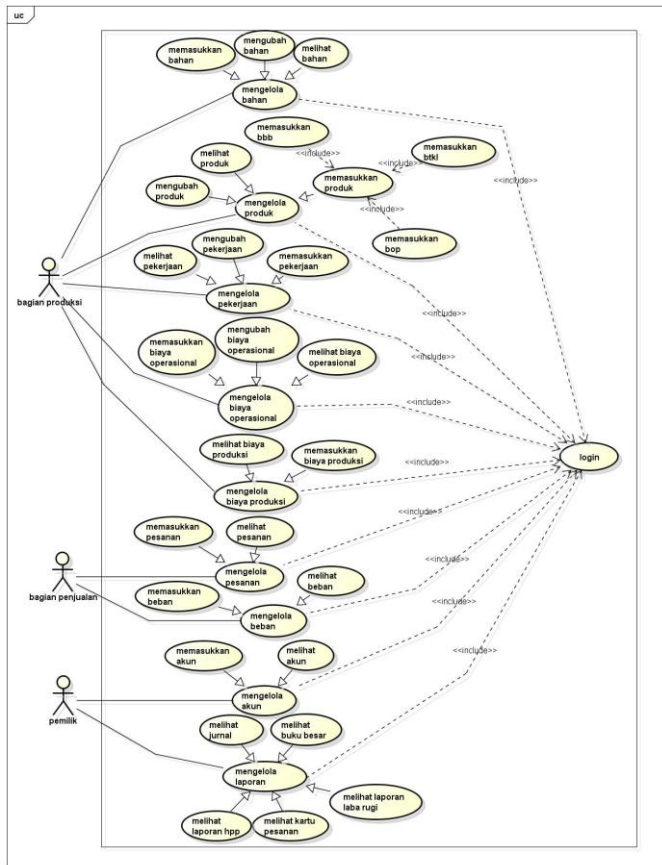 uc
memasukkan
bahan
mengubah
bahan
melihat
bahan
mengelola
bahan
memasukkan
bbb
<<include>>
memasukkan
btkl
<<include>>
<<include>>
melihat
produk
memasukkan
produk
mengubah
produk
mengelola
produk
<<include>>
memasukkan
bop
mengubah
pekerjaan
melihat
pekerjaan
memasukkan
pekerjaan
bagian produksi
mengelola
pekerjaan
<<include>>
mengubah
biaya
operasional
memasukkan
biaya
operasional
melihat biaya
operasional
<<include>>
mengelola
biaya
operasional
<<include>>
melihat biaya
produksi
memasukkan
biaya produksi
login
<<include>>
mengelola
biaya produksi
memasukkan
pesanan
melihat
pesanan
<<include>>
mengelola
pesanan
bagian penjualan
memasukkan
beban
melihat
beban
<<include>>
mengelola
beban
<<include>>
memasukkan
akun
melihat
akun
<<include>>
mengelola
akun
pemilik
melihat
jurnal
melihat
buku besar
mengelola
laporan
melihat laporan
laba rugi
melihat
laporan hpp
melihat kartu
pesanan